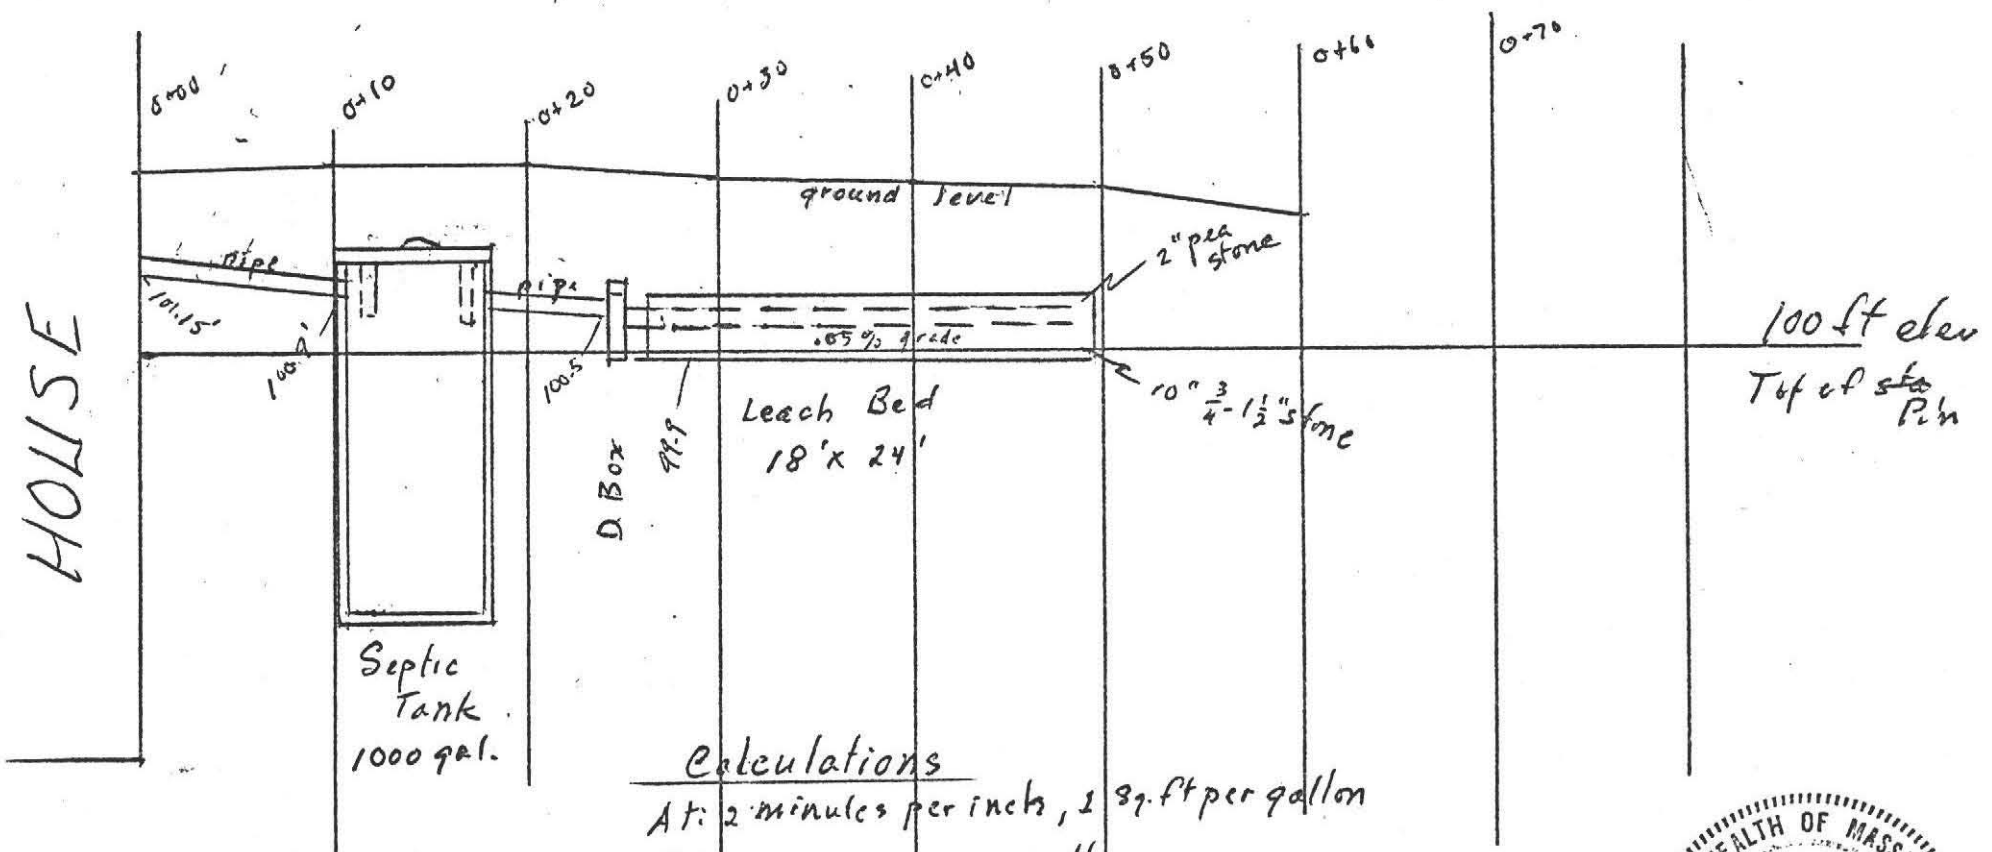 0+00
0+10
0+20
0+30
0+40
0+50
0+60
0+70
ground level
2" pea
stone
pipe
pipe
101.15'
100.5
.05% grade
HOUSE
100 ft elev
Top of
Pin
10" 3/4 - 1 1/2" stone
Leach Bed
18' x 24'
99.9
D. Box
Septic
Tank
1000 gal.
Calculations
At: 2 minutes per inch, 1 sq. ft per gallon
EALTH OF MASS